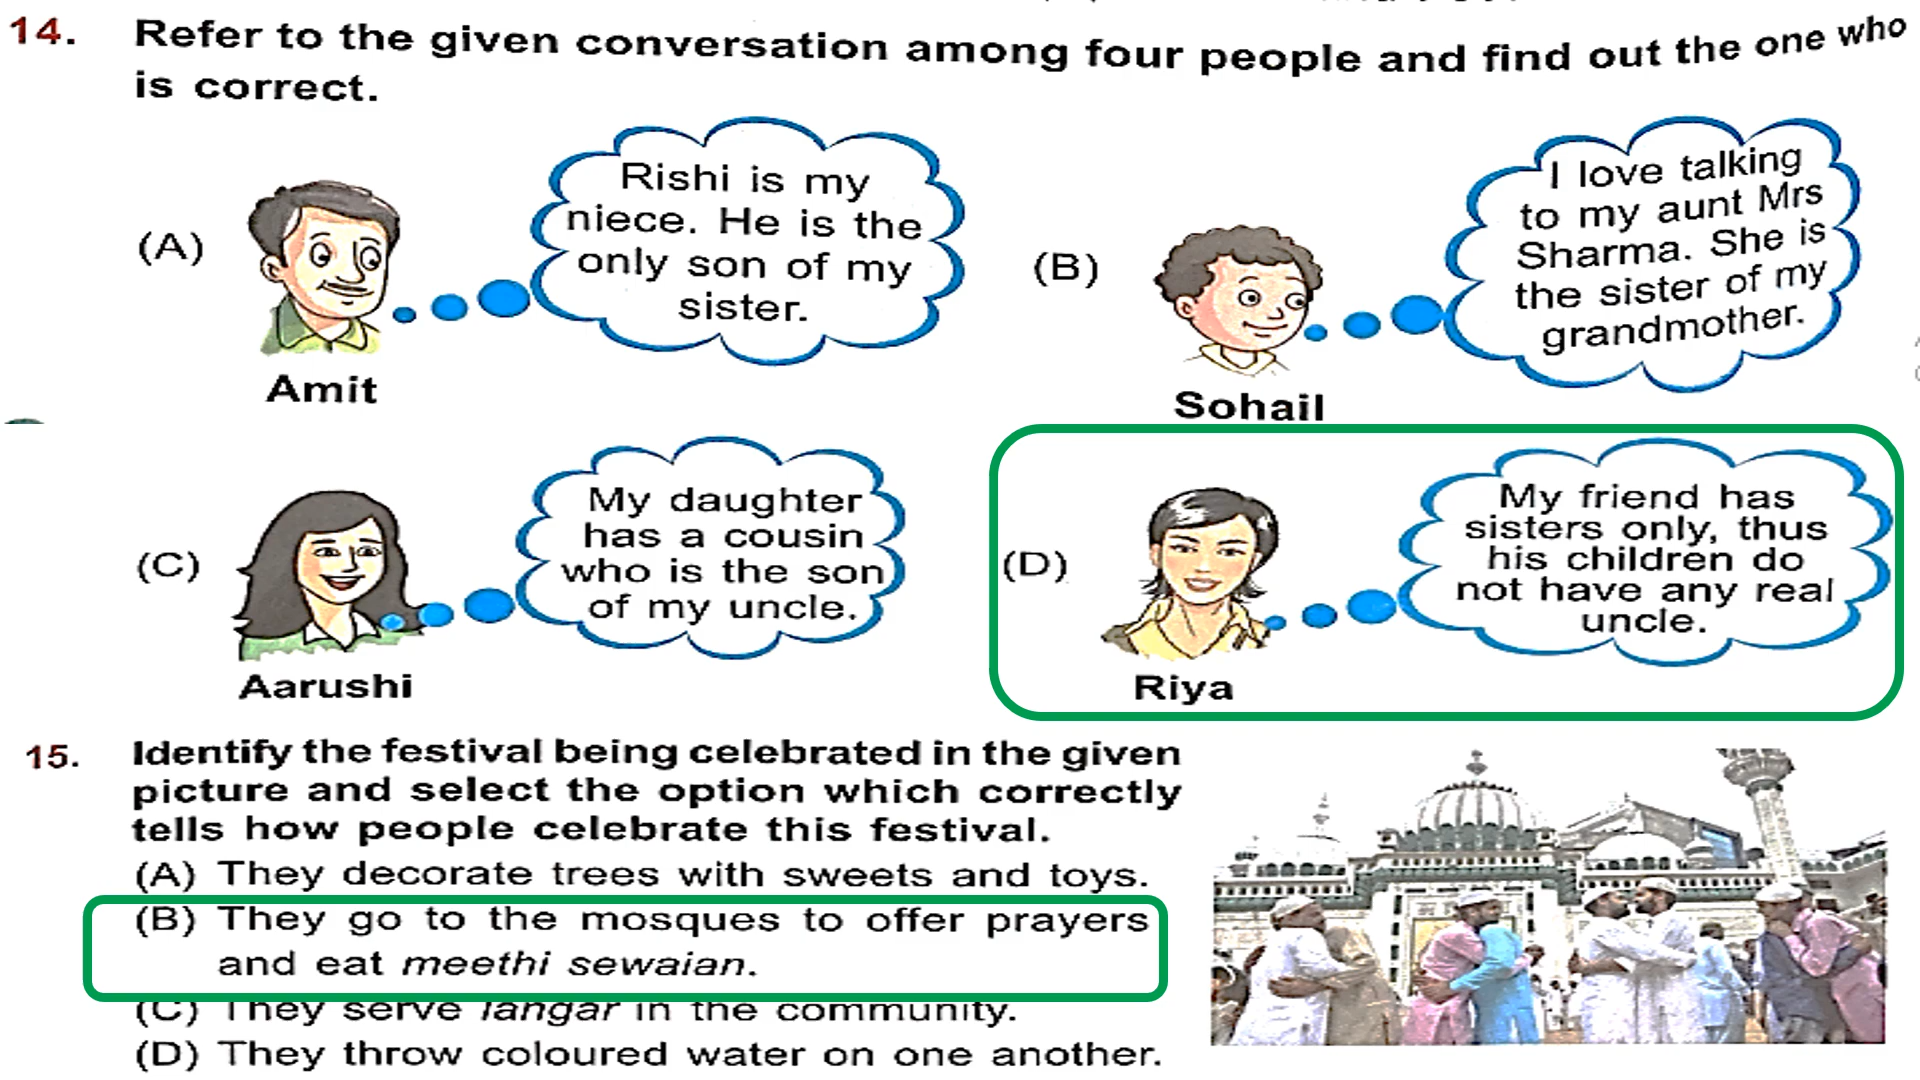 14. Refer to the given conversation among four people and find out the one who
is correct.
(A)
Rishi is my
niece. He is the
only son of my
sister.
Amit
(B)
I love talking
to my aunt Mrs
Sharma. She is
the sister of my
grandmother.
Sohail
(C)
My daughter
has a cousin
who is the son
of my uncle.
Aarushi
(D)
My friend has
sisters only, thus
his children do
not have any real
uncle.
Riya
15. Identify the festival being celebrated in the given
picture and select the option which correctly
tells how people celebrate this festival.
(A) They decorate trees with sweets and toys.
(B) They go to the mosques to offer prayers
and eat meethi sewaian.
(C) They serve langar in the community.
(D) They throw coloured water on one another.